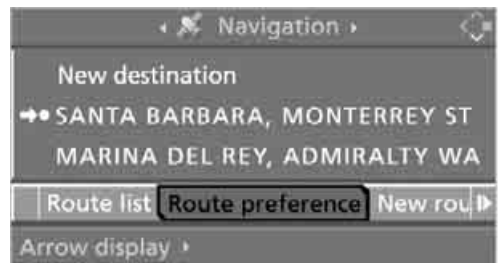 Navigation
New destination
SANTA BARBARA, MONTERREY ST
MARINA DEL REY, ADMIRALTY WA
Route list Route preference New rou
Arrow display